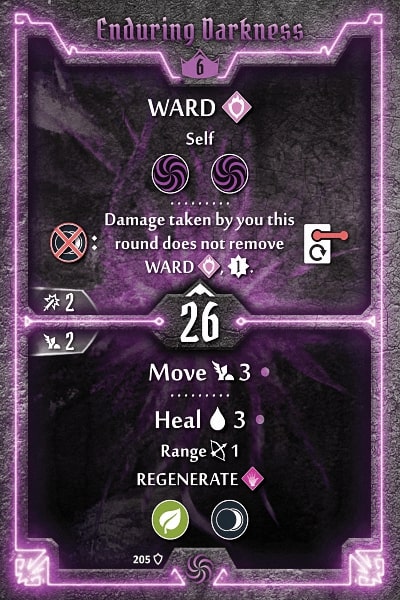 Enduring Darkness
6
WARD
Self
: Damage taken by you this
round does not remove
WARD , 1 .
2
26
2
Move 3
Heal 3
Range 1
REGENERATE
205